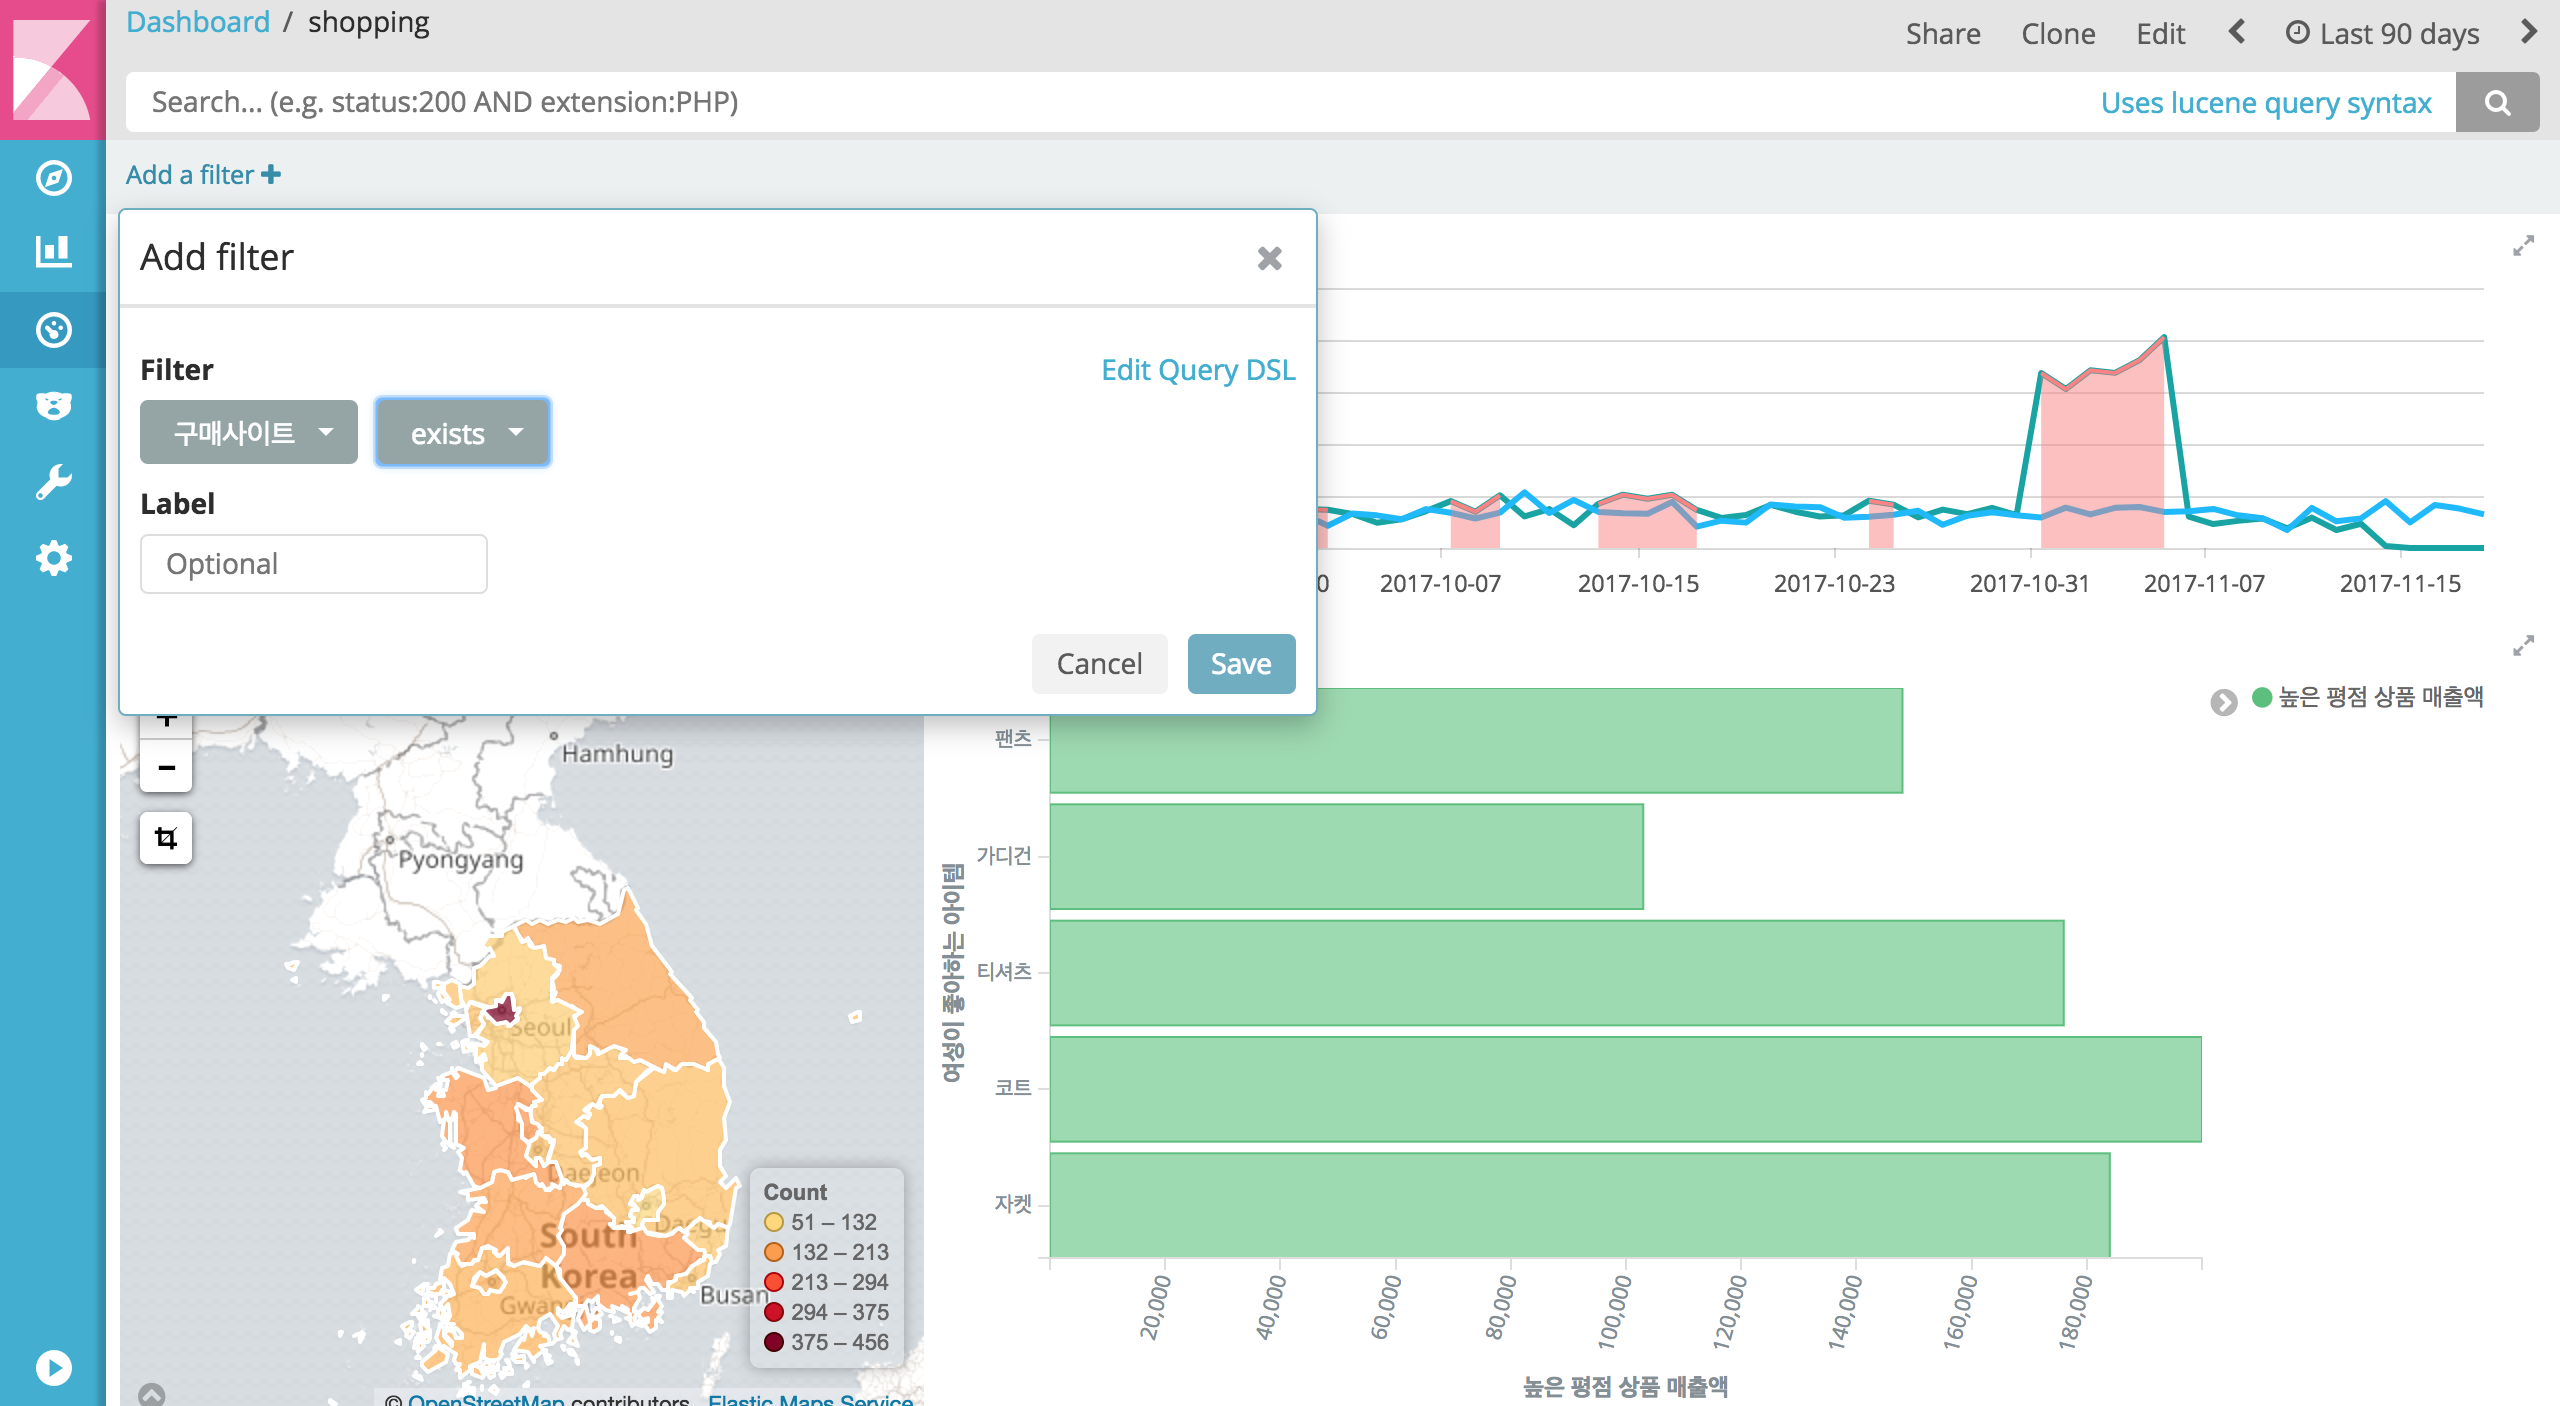 Dashboard / shopping
Share Clone Edit Last 90 days
Search... (e.g. status:200 AND extension:PHP)
Uses lucene query syntax
Add a filter
Add filter
Filter
Edit Query DSL
구매사이트
exists
Label
Optional
Cancel
Save
0
2017-10-07
2017-10-15
2017-10-23
2017-10-31
2017-11-07
2017-11-15
Hamhung
Pyongyang
Seoul
Daejeon
Daegu
South
Korea
Busan
Count
51 – 132
132 – 213
213 – 294
294 – 375
375 – 456
© OpenStreetMap contributors, Elastic Maps Service
높은 평점 상품 매출액
여성이 좋아하는 아이템
팬츠
가디건
티셔츠
코트
자켓
20,000
40,000
60,000
80,000
100,000
120,000
140,000
160,000
180,000
높은 평점 상품 매출액